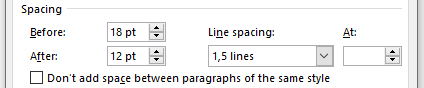 Spacing
Before: 18 pt Line spacing: At:
After: 12 pt 1,5 lines
Don't add space between paragraphs of the same style